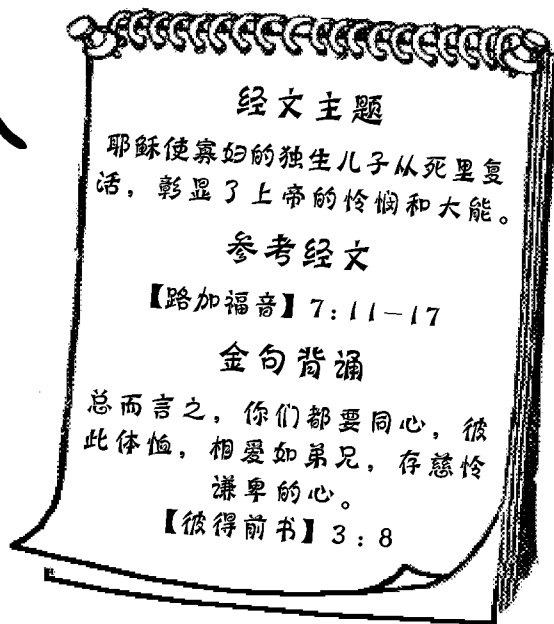 经文主题
耶稣使寡妇的独生儿子从死里复
活，彰显了上帝的怜悯和大能。
参考经文
【路加福音】7：11－17
金句背诵
总而言之，你们都要同心，彼
此体恤，相爱如弟兄，存慈怜
谦卑的心。
【彼得前书】3：8